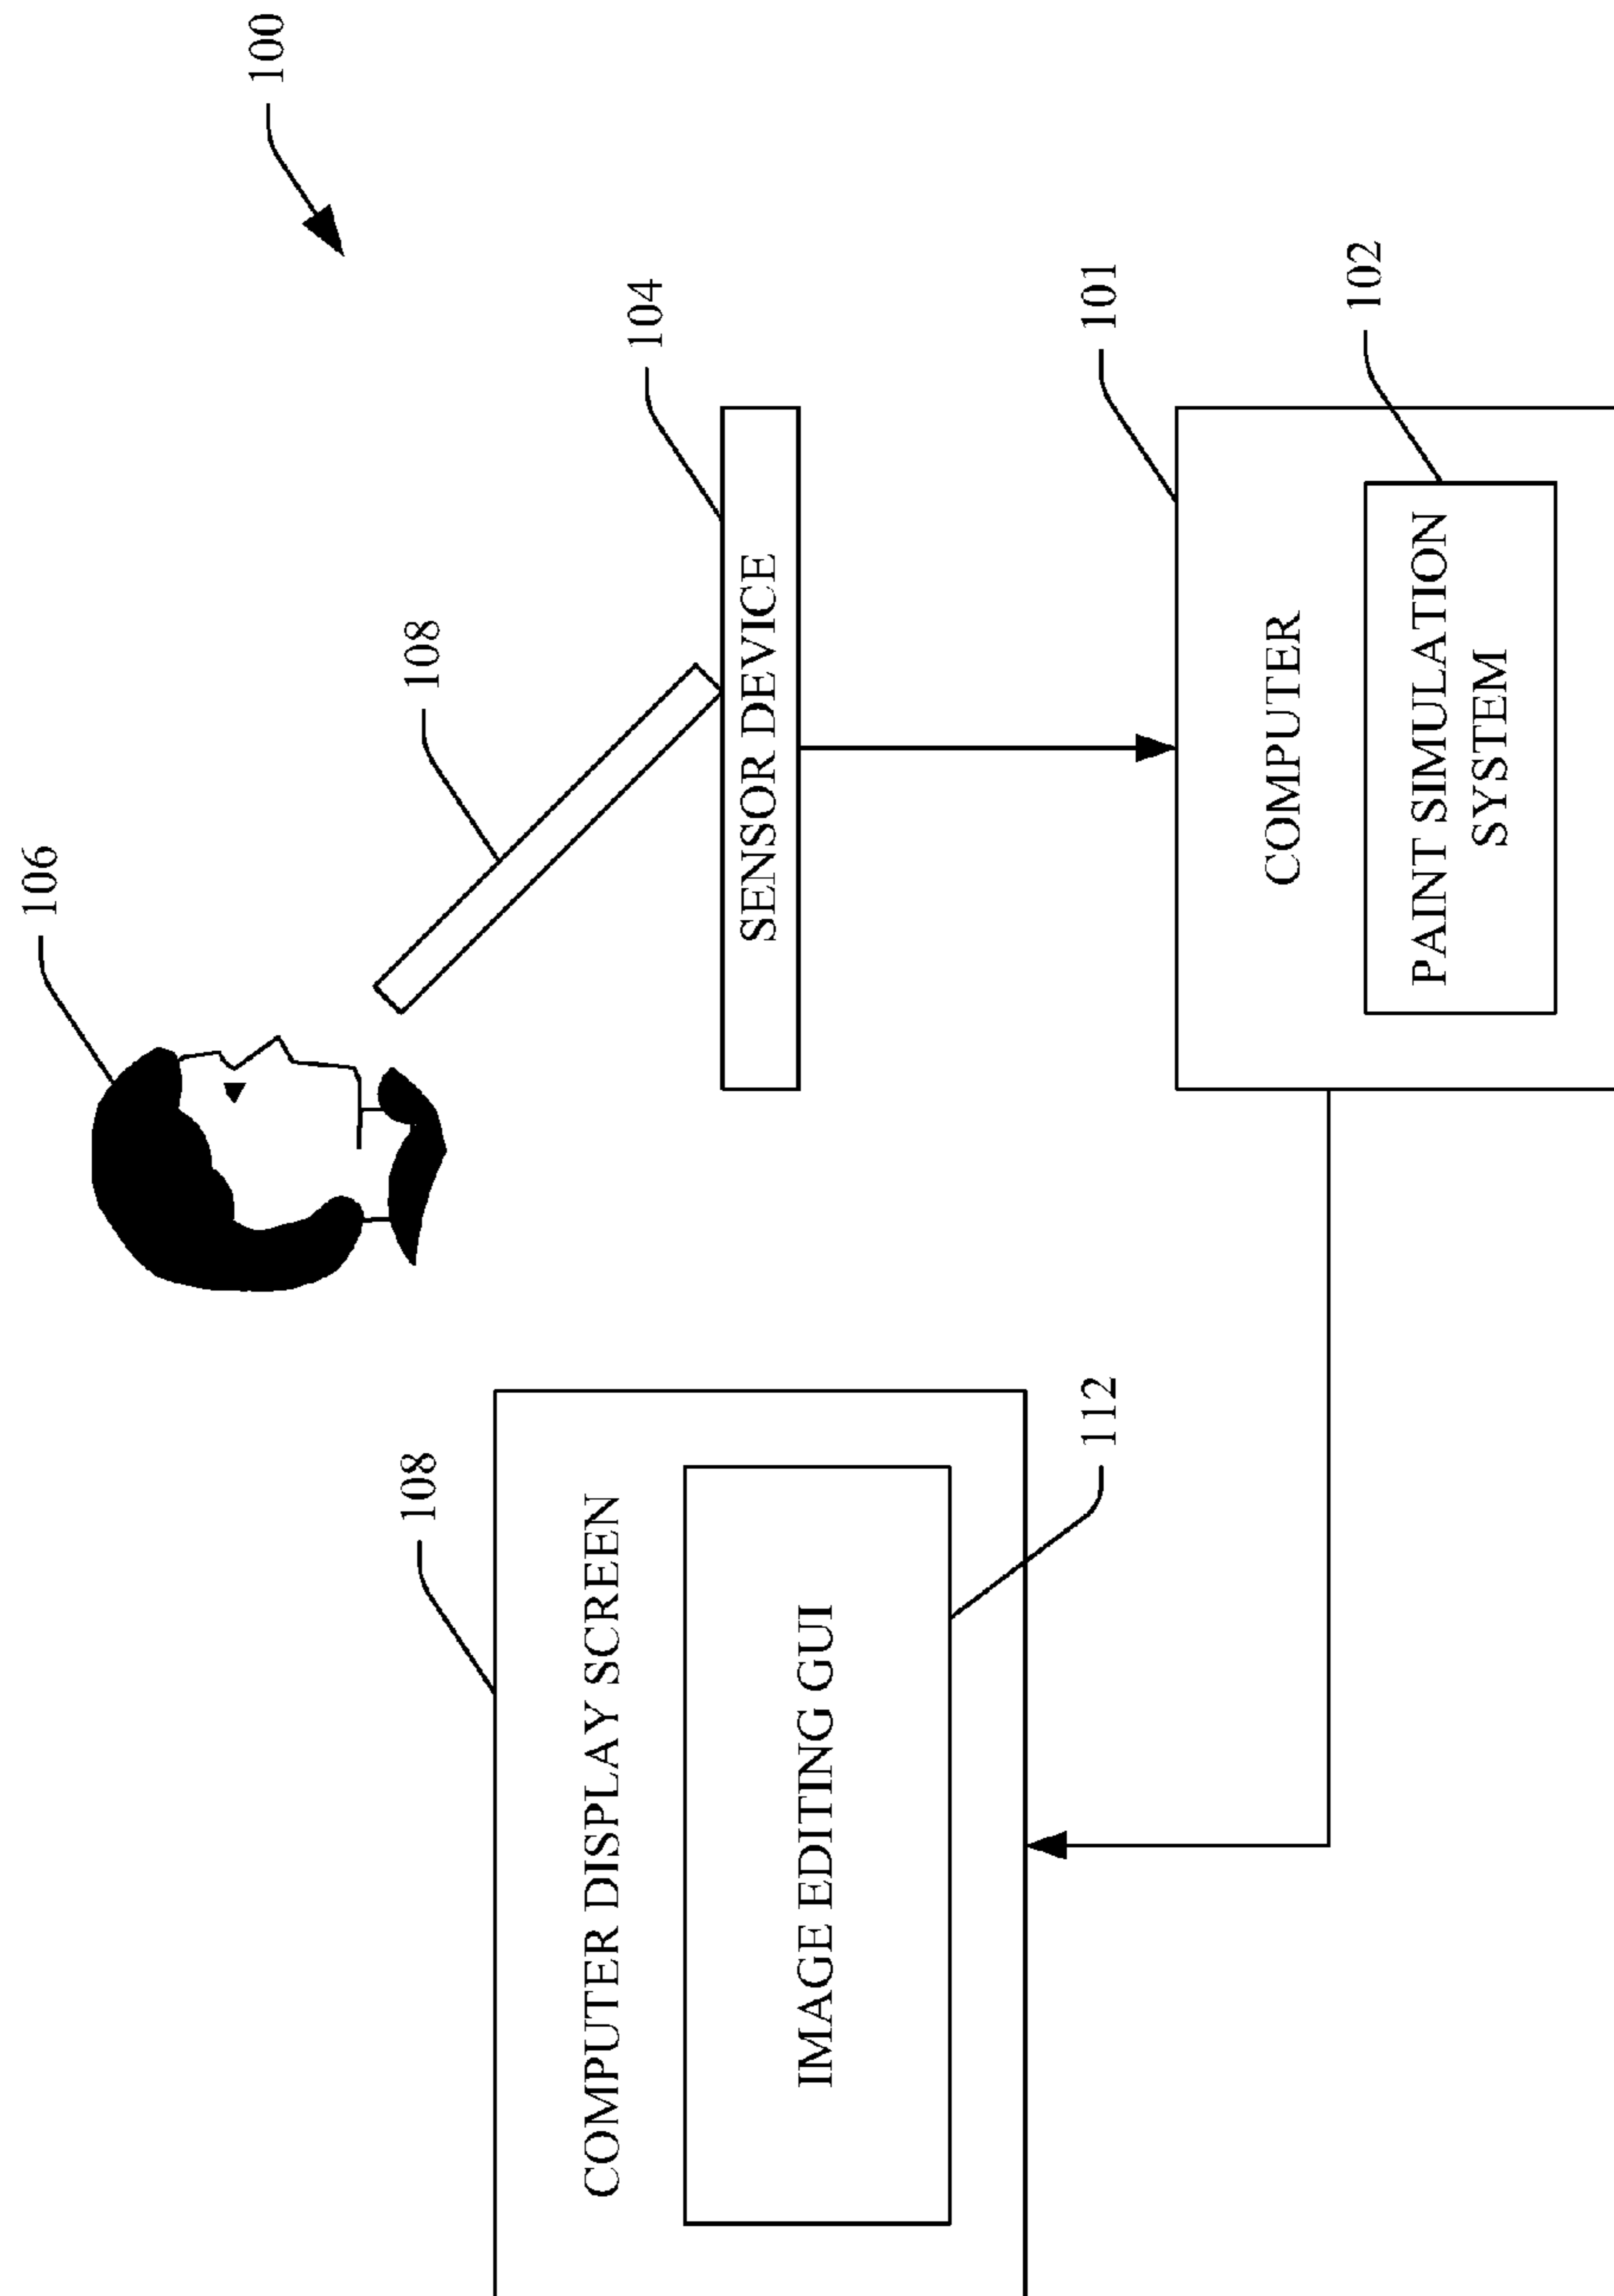 100
106
108
104
SENSOR DEVICE
108
COMPUTER DISPLAY SCREEN
IMAGE EDITING GUI
112
101
COMPUTER
102
PAINT SIMULATION
SYSTEM